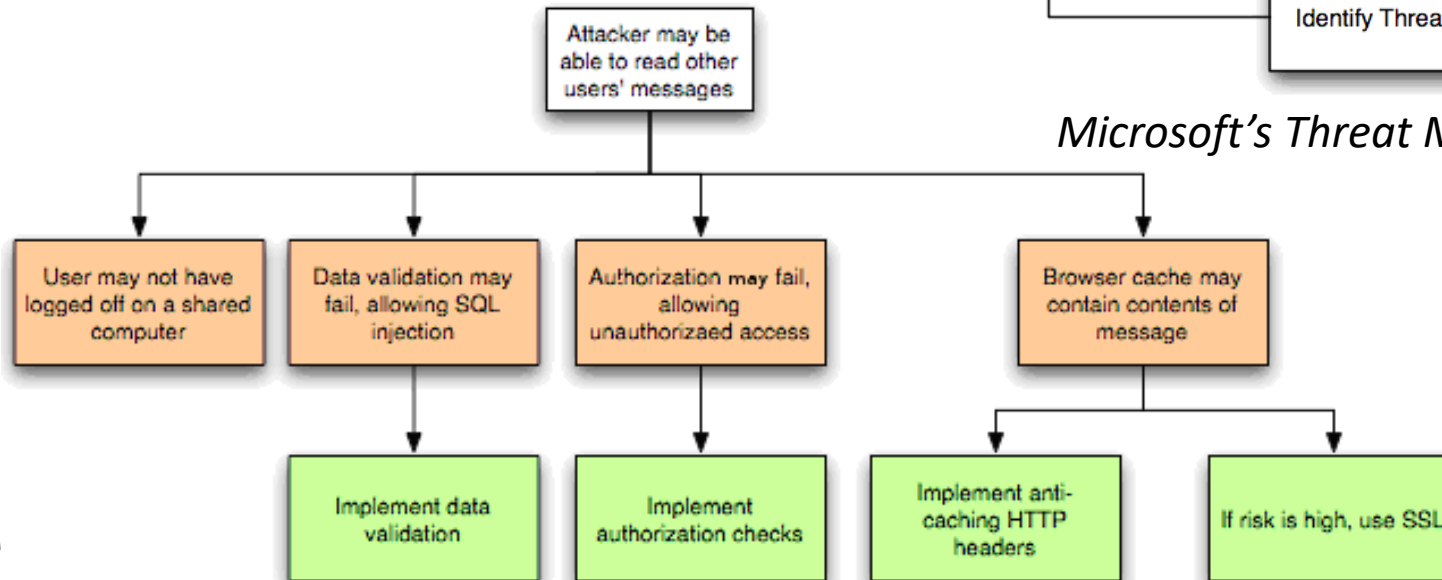 Identify Threa
Microsoft's Threat
Attacker may be
able to read other
users' messages
User may not have
logged off on a shared
computer
Data validation may
fail, allowing SQL
injection
Authorization may fail,
allowing
unauthorizaed access
Browser cache may
contain contents of
message
Implement data
validation
Implement
authorization checks
Implement anti-
caching HTTP
headers
If risk is high, use SSL